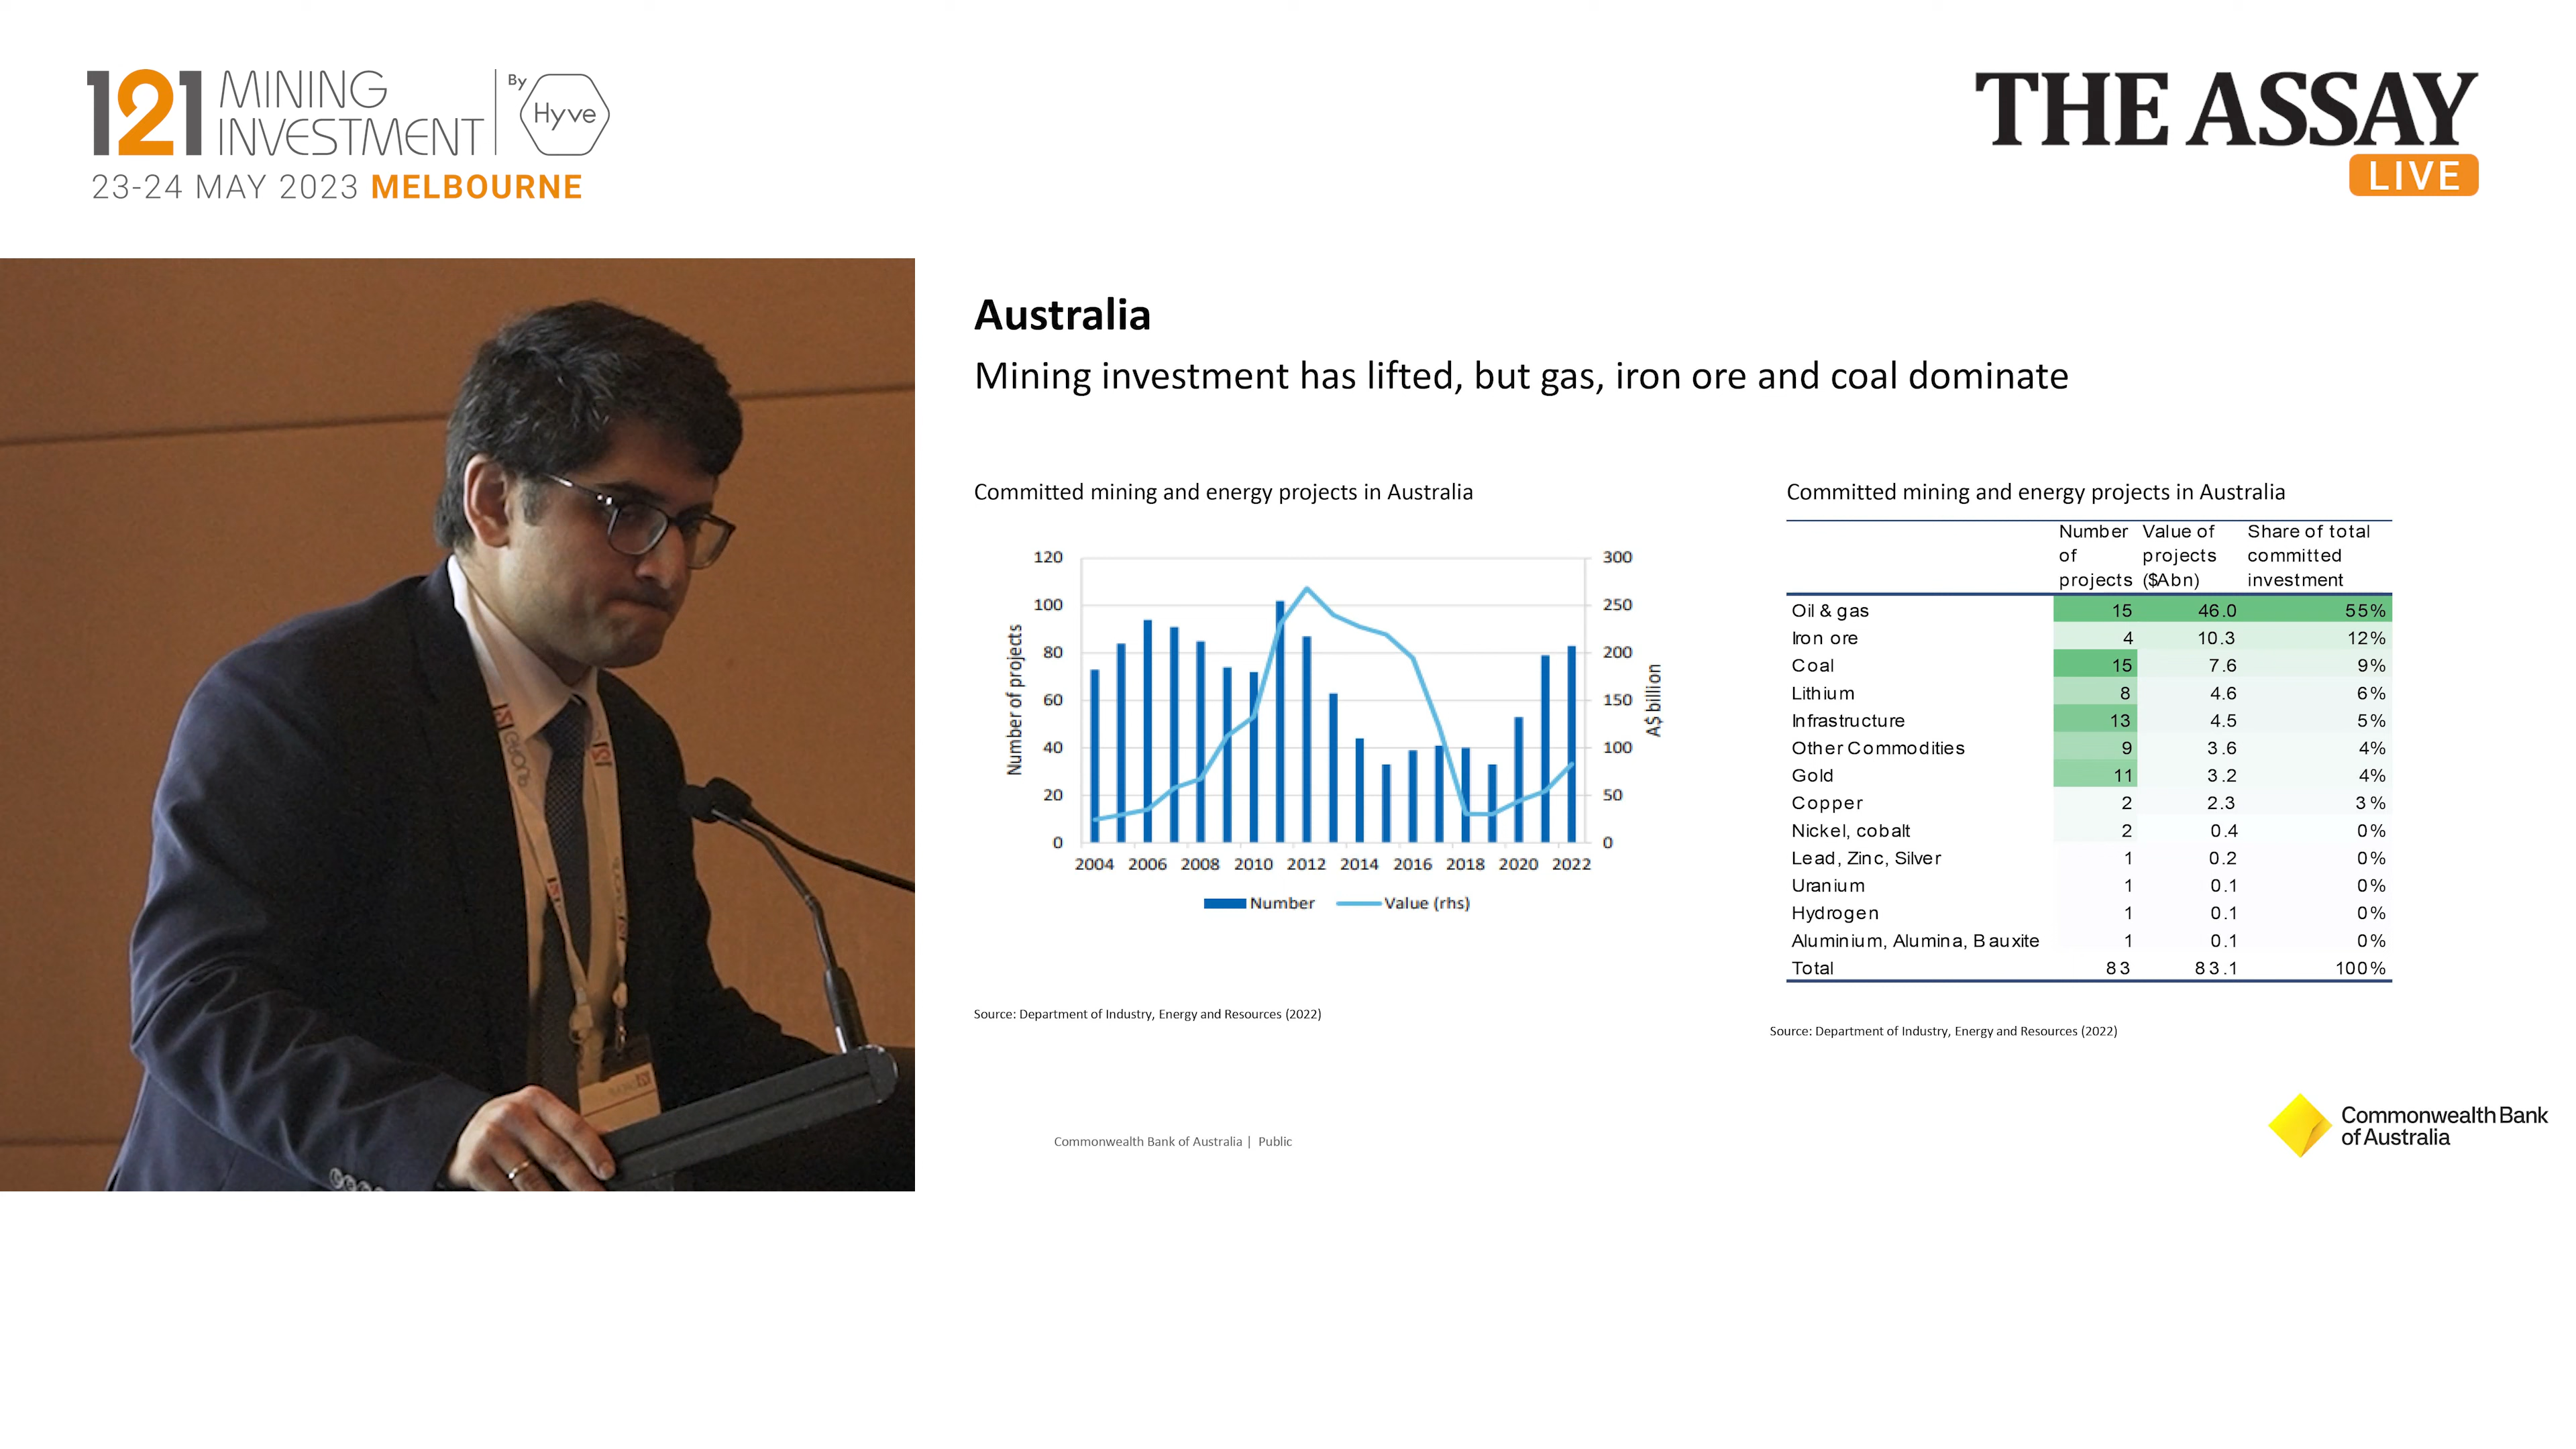 121 MINING INVESTMENT By Hyve
23-24 MAY 2023 MELBOURNE
THE ASSAY
LIVE
Australia
Mining investment has lifted, but gas, iron ore and coal dominate
Committed mining and energy projects in Australia
120
100
80
60
40
20
0
Number of projects
300
250
200
150
100
50
0
A$ billion
2004 2006 2008 2010 2012 2014 2016 2018 2020 2022
Number Value (rhs)
Source: Department of Industry, Energy and Resources (2022)
Committed mining and energy projects in Australia
Number Value of Share of total
of projects committed
projects ($Abn) investment
Oil & gas 15 46.0 55%
Iron ore 4 10.3 12%
Coal 15 7.6 9%
Lithium 8 4.6 6%
Infrastructure 13 4.5 5%
Other Commodities 9 3.6 4%
Gold 11 3.2 4%
Copper 2 2.3 3%
Nickel, cobalt 2 0.4 0%
Lead, Zinc, Silver 1 0.2 0%
Uranium 1 0.1 0%
Hydrogen 1 0.1 0%
Aluminium, Alumina, Bauxite 1 0.1 0%
Total 83 83.1 100%
Source: Department of Industry, Energy and Resources (2022)
Commonwealth Bank of Australia | Public
Commonwealth Bank
of Australia